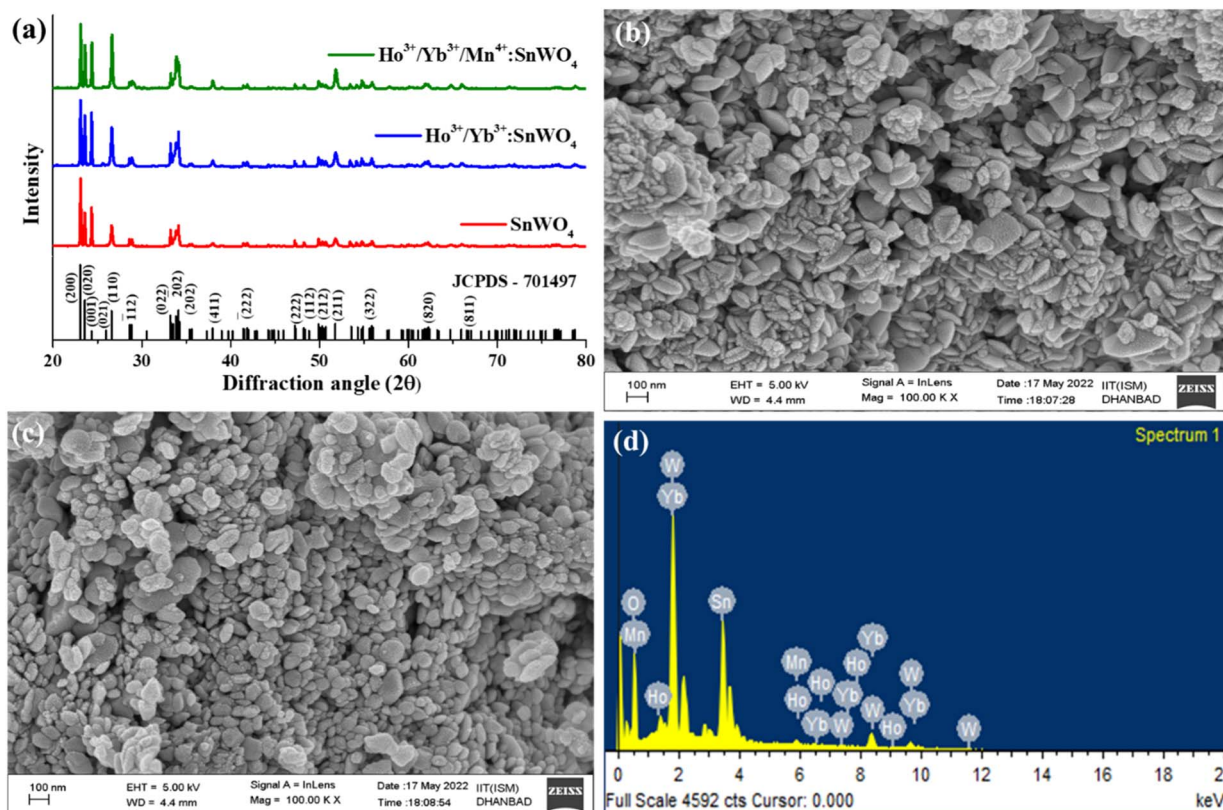 (a)
Ho³⁺/Yb³⁺/Mn⁴⁺:SnWO₄
Ho³⁺/Yb³⁺:SnWO₄
SnWO₄
JCPDS - 701497
Intensity
(200)
(020)
(001)
(021)
(110)
_112)
(022)
202)
(202)
(411)
_(222)
(222)
(112)
(212)
(211)
(322)
(820)
(811)
20 30 40 50 60 70 80
Diffraction angle (2θ)
(b)
100 nm
EHT = 5.00 kV
WD = 4.4 mm
Signal A = InLens
Mag = 100.00 K X
Date :17 May 2022
Time :18:07:28
IIT(ISM)
DHANBAD
ZEISS
(c)
100 nm
EHT = 5.00 kV
WD = 4.4 mm
Signal A = InLens
Mag = 100.00 K X
Date :17 May 2022
Time :18:08:54
IIT(ISM)
DHANBAD
ZEISS
(d)
Spectrum 1
W
Yb
O
Mn
Ho
Sn
Mn
Ho
Ho
Yb
Ho
Yb
W
Yb
W
Ho
W
Yb
W
0 2 4 6 8 10 12 14 16 18 20
Full Scale 4592 cts Cursor: 0.000
keV